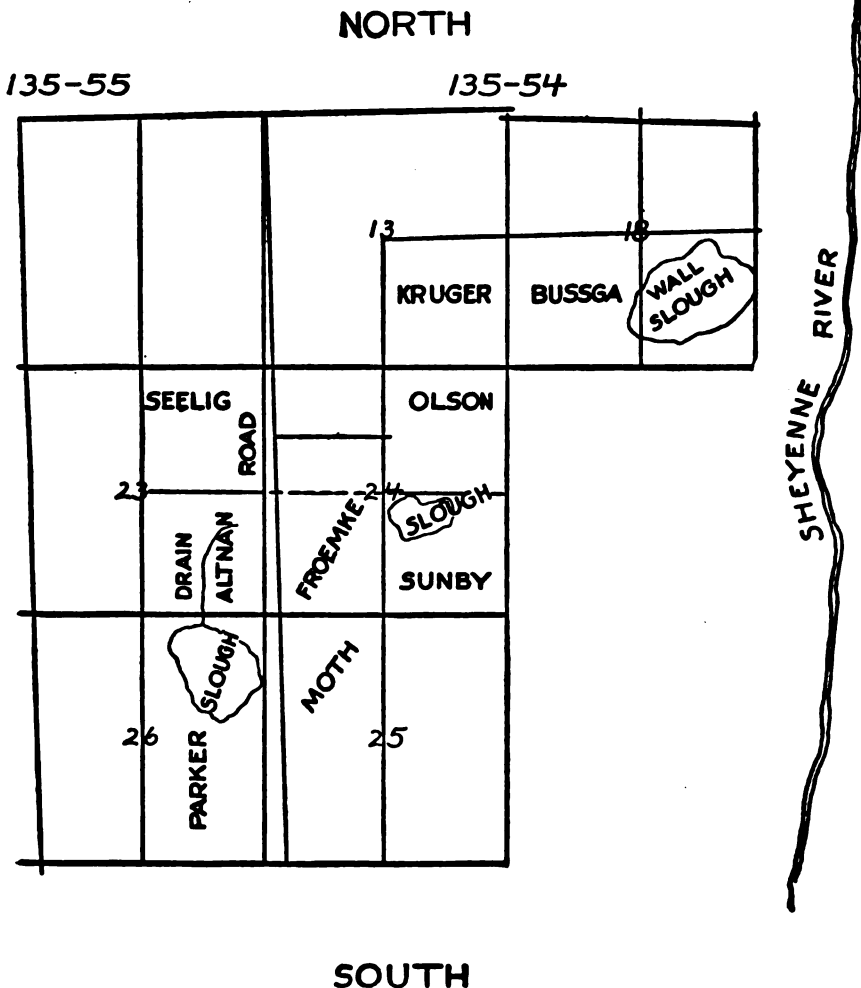 NORTH
135-55
135-54
13
18
KRUGER
BUSSGA
WALL
SLOUGH
SHEYENNE RIVER
SEELIG
OLSON
ROAD
23
24
SLOUGH
DRAIN
ALTNAN
FROEMKE
SUNBY
SLOUGH
MOTH
26
25
PARKER
SOUTH